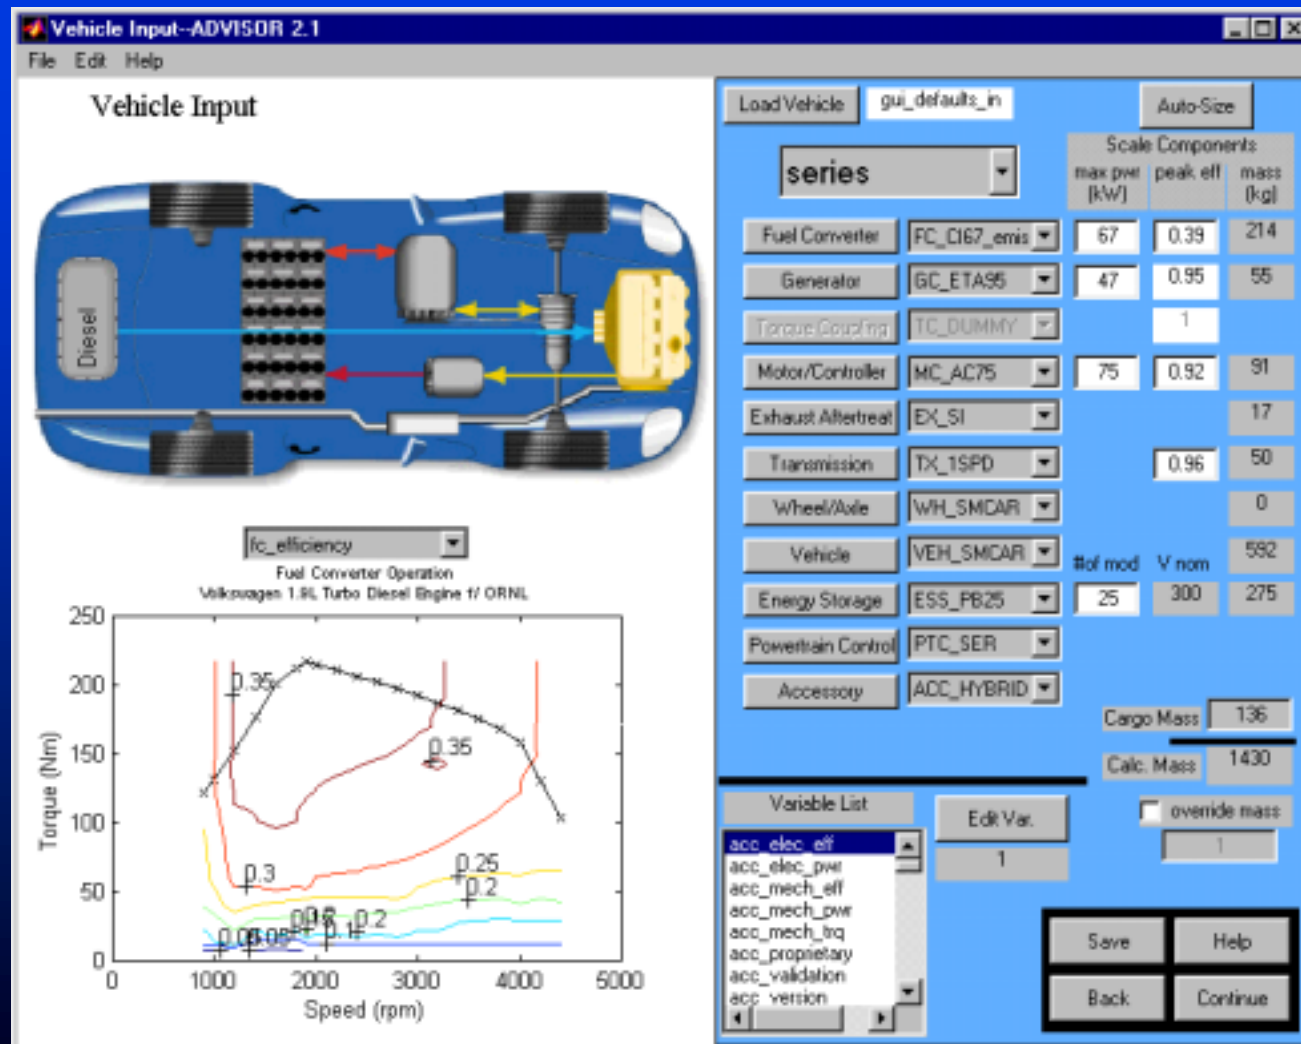 Vehicle Input--ADVISOR 2.1
File Edit Help
Vehicle Input
Diesel
fc_efficiency
Fuel Converter Operation
Volkswagen 1.9L Turbo Diesel Engine f/ ORNL
Torque (Nm)
250
200
150
100
50
0
0.35
0.35
0.3
0.25
0.2
0.2
0.1
0.05
0 1000 2000 3000 4000 5000
Speed (rpm)
Load Vehicle gui_defaults_in Auto-Size
Scale Components
series max pwr (kW) peak eff mass (kg)
Fuel Converter FC_CI67_emis 67 0.39 214
Generator GC_ETA95 47 0.95 55
Torque Coupling TC_DUMMY 1
Motor/Controller MC_AC75 75 0.92 91
Exhaust Aftertreat EX_SI 17
Transmission TX_1SPD 0.96 50
Wheel/Axle WH_SMCAR 0
Vehicle VEH_SMCAR 592
#of mod V nom
Energy Storage ESS_PB25 25 300 275
Powertrain Control PTC_SER
Accessory ACC_HYBRID
Cargo Mass 136
Calc. Mass 1430
override mass
1
Variable List
Edit Var.
1
acc_elec_eff
acc_elec_pwr
acc_mech_eff
acc_mech_pwr
acc_mech_trq
acc_proprietary
acc_validation
acc_version
Save Help
Back Continue